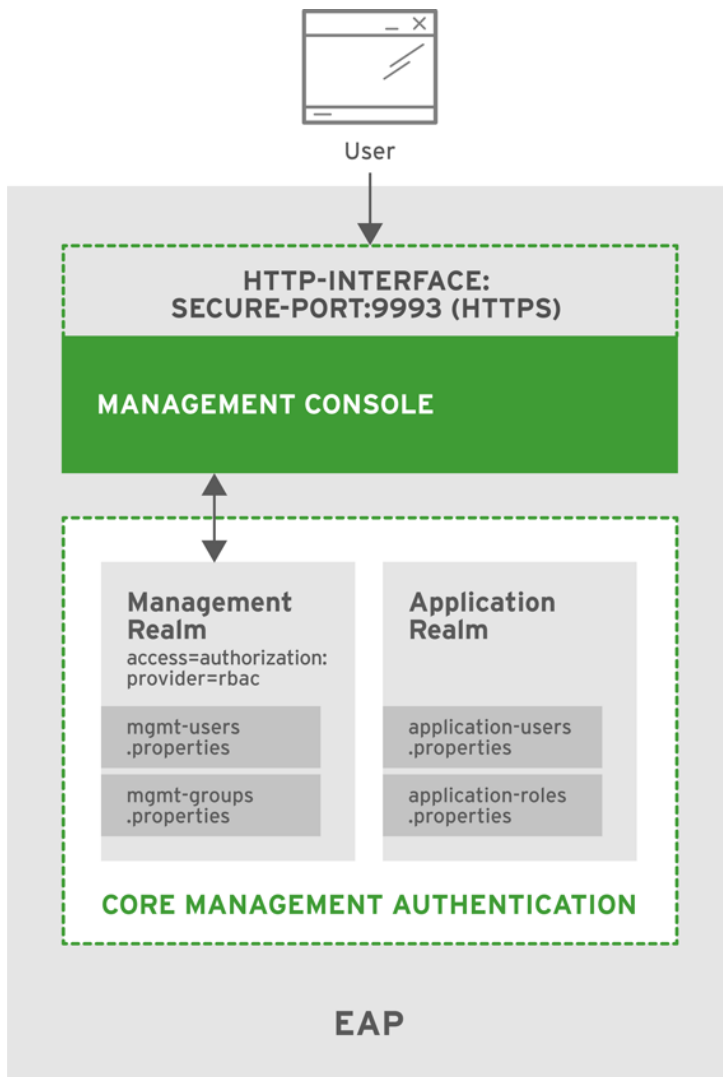 User
HTTP-INTERFACE:
SECURE-PORT:9993 (HTTPS)
MANAGEMENT CONSOLE
Management
Realm
access=authorization:
provider=rbac
mgmt-users
.properties
mgmt-groups
.properties
Application
Realm
application-users
.properties
application-roles
.properties
CORE MANAGEMENT AUTHENTICATION
EAP